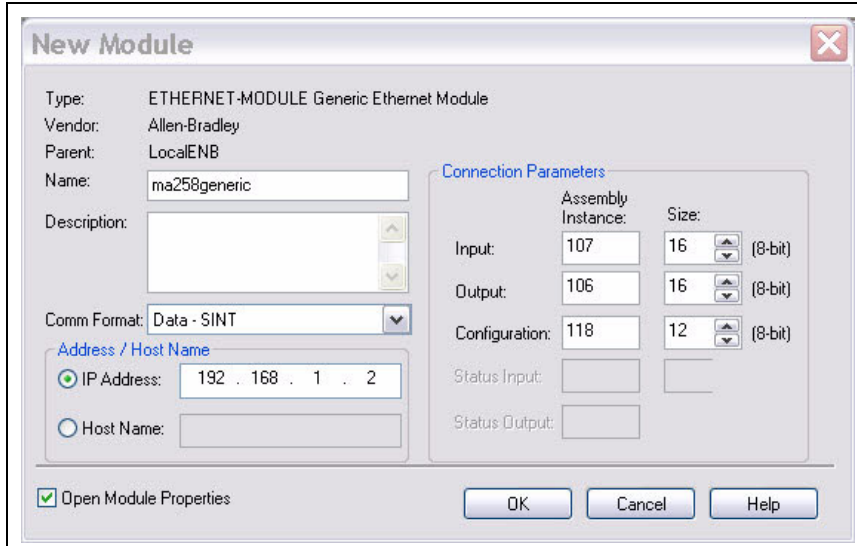 New Module
Type: ETHERNET-MODULE Generic Ethernet Module
Vendor: Allen-Bradley
Parent: LocalENB
Name: ma258generic
Description:
Comm Format: Data - SINT
Address / Host Name
IP Address: 192 . 168 . 1 . 2
Host Name:
Connection Parameters
Assembly
Instance: Size:
Input: 107 16 (8-bit)
Output: 106 16 (8-bit)
Configuration: 118 12 (8-bit)
Status Input:
Status Output:
Open Module Properties
OK Cancel Help